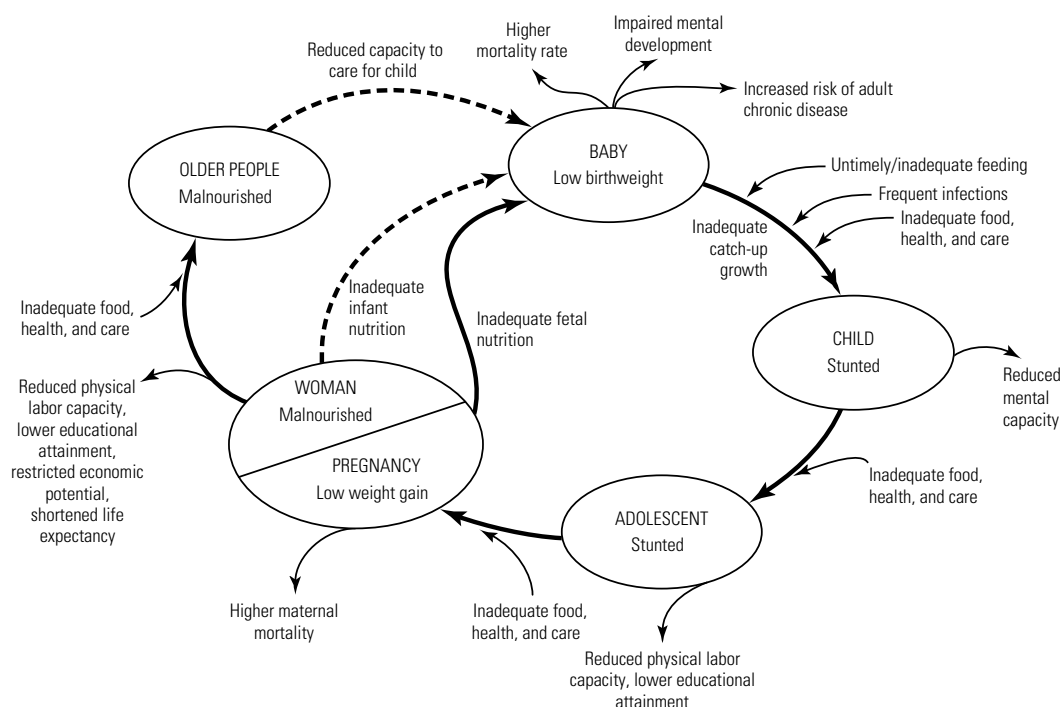 Higher
mortality rate
Impaired mental
development
Increased risk of adult
chronic disease
Reduced capacity to
care for child
OLDER PEOPLE
Malnourished
BABY
Low birthweight
Untimely/inadequate feeding
Frequent infections
Inadequate food,
health, and care
Inadequate
catch-up
growth
Inadequate food,
health, and care
Inadequate
infant
nutrition
Inadequate fetal
nutrition
CHILD
Stunted
Reduced
mental
capacity
Reduced physical
labor capacity,
lower educational
attainment,
restricted economic
potential,
shortened life
expectancy
WOMAN
Malnourished
PREGNANCY
Low weight gain
Inadequate food,
health, and care
ADOLESCENT
Stunted
Higher maternal
mortality
Inadequate food,
health, and care
Reduced physical labor
capacity, lower educational
attainment